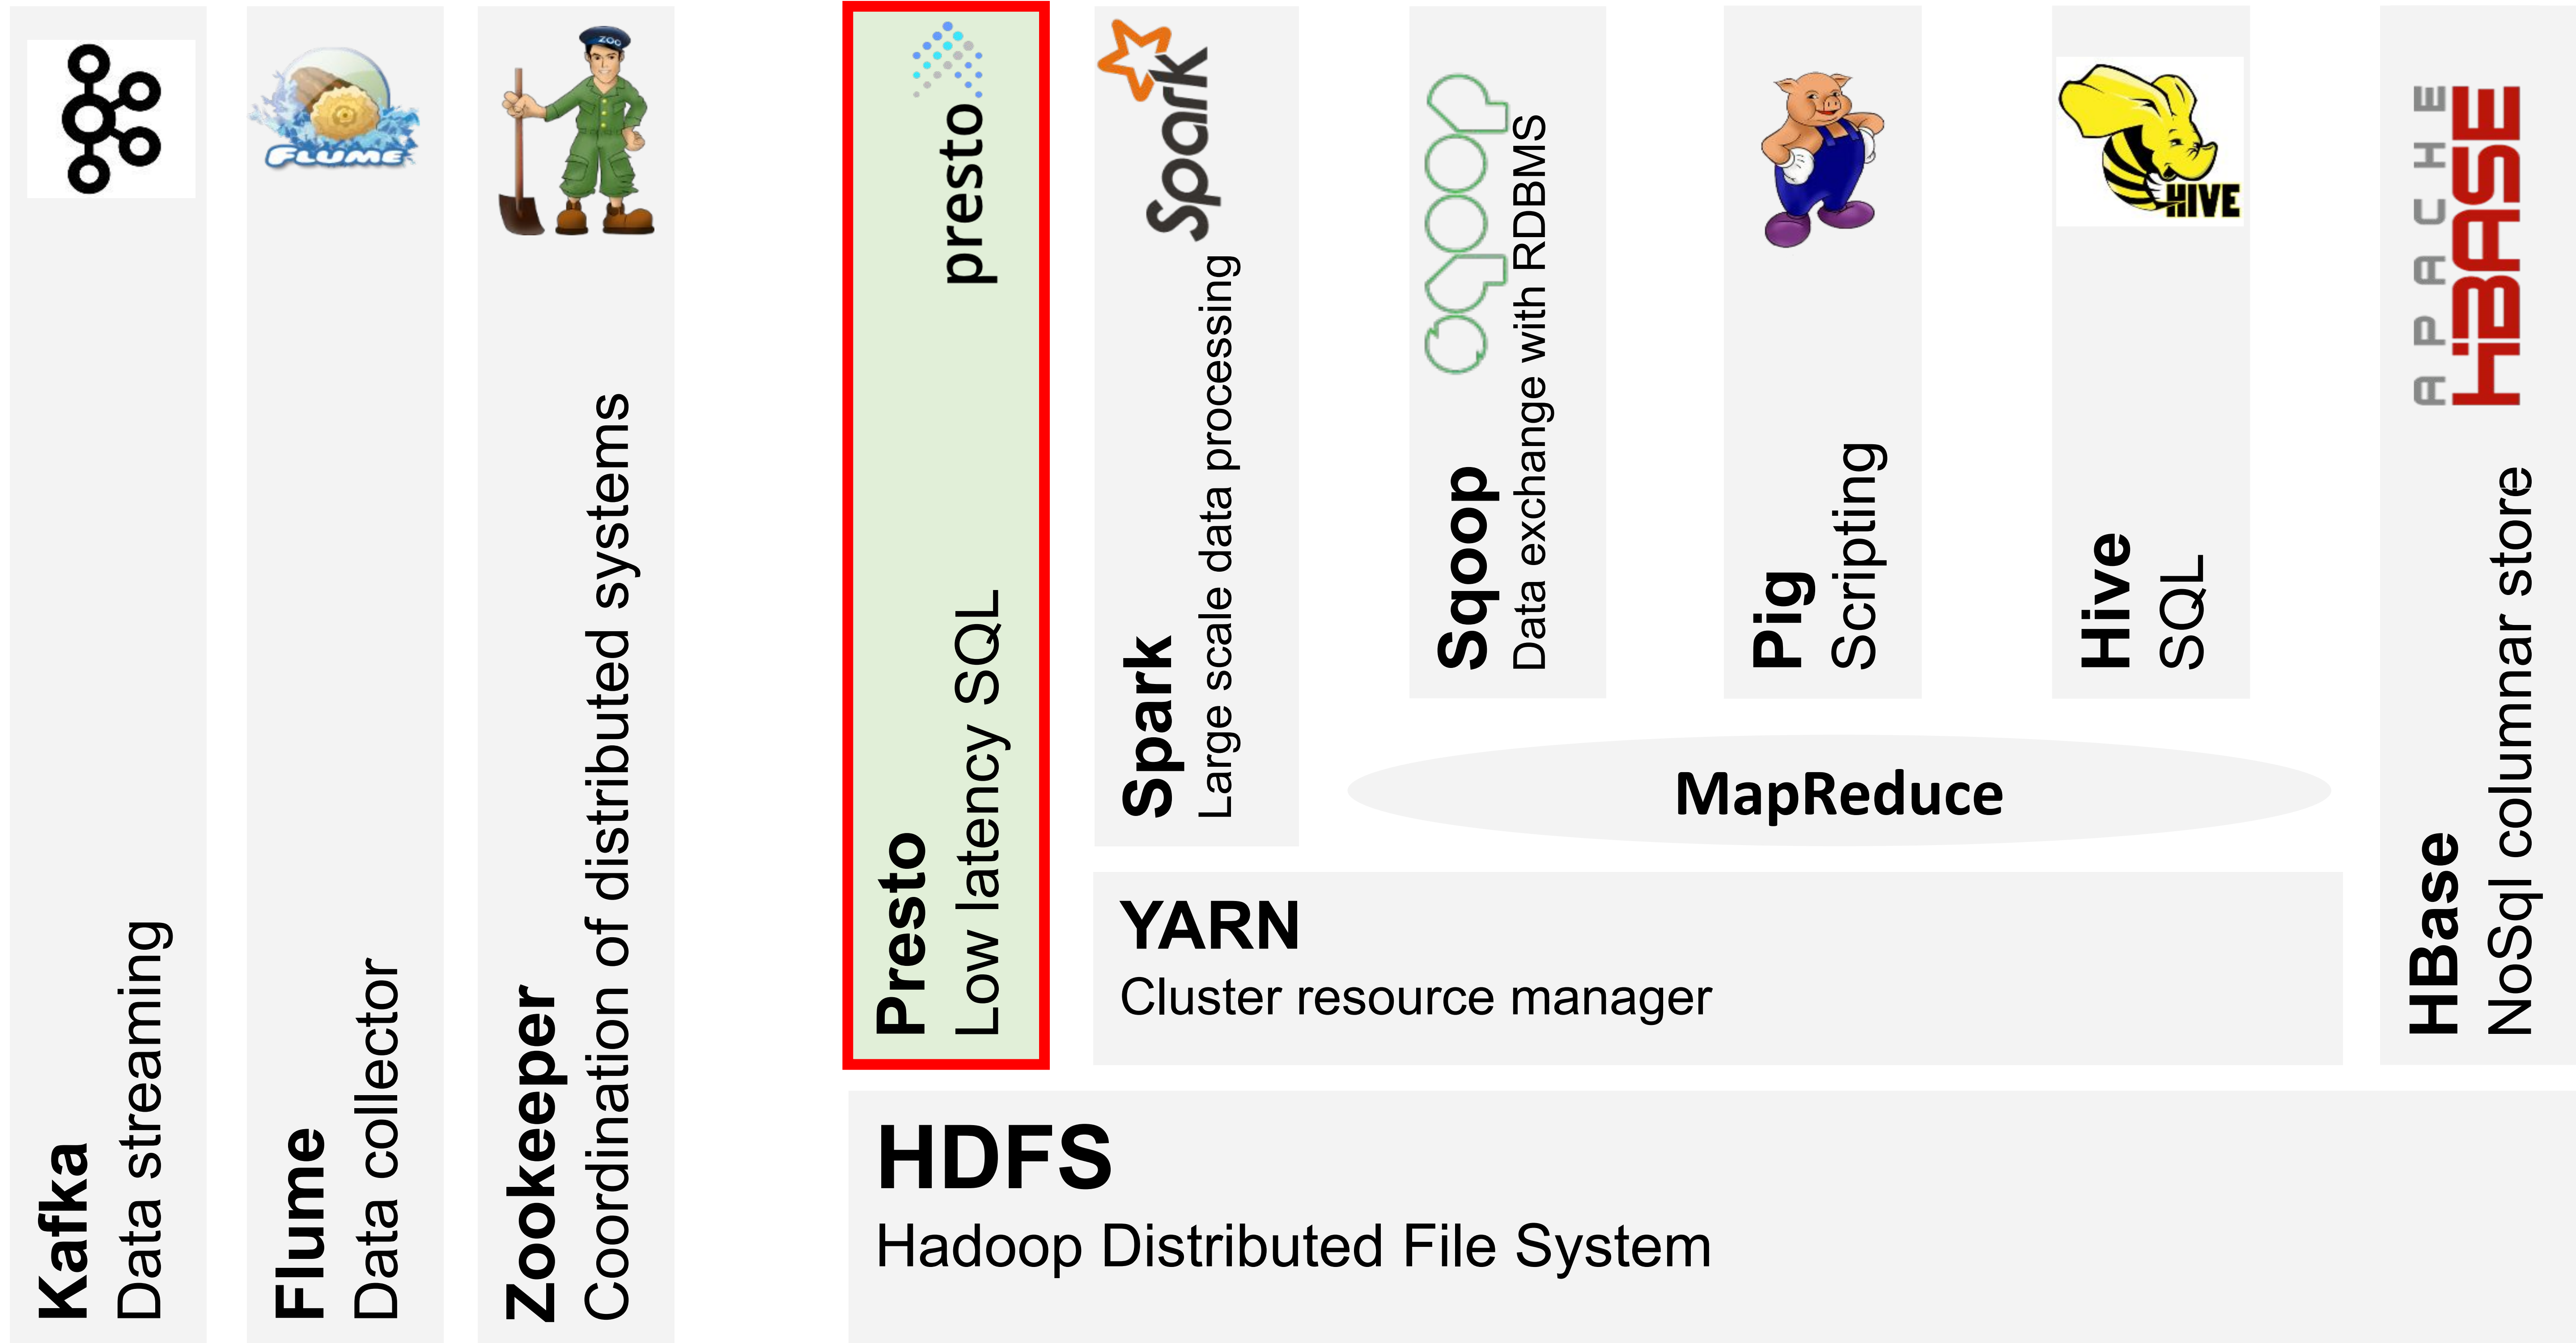 Kafka
Data streaming
FLUME
Flume
Data collector
ZOO
Zookeeper
Coordination of distributed systems
presto
Presto
Low latency SQL
Spark
Spark
Large scale data processing
sqoop
Sqoop
Data exchange with RDBMS
Pig
Scripting
HIVE
Hive
SQL
APACHE
HBASE
HBase
NoSql columnar store
MapReduce
YARN
Cluster resource manager
HDFS
Hadoop Distributed File System